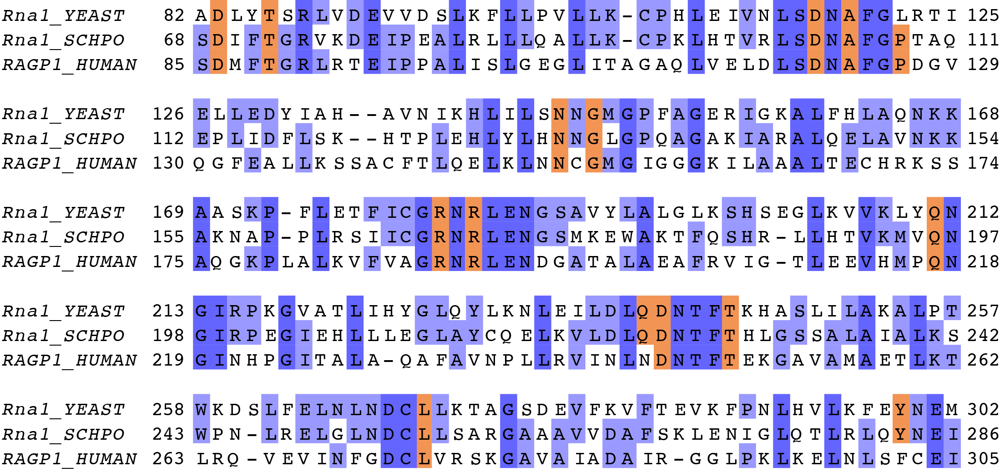 Rna1_YEAST 82 ADLYTSRLVDEVVDSLKFLLPVLLK-CPHLEIVNLSDNAFGLRTI 125
Rna1_SCHPO 68 SDIFTGRVKDEIPEALRLLLQALLK-CPKLHTVRLSDNAFGPTAQ 111
RAGP1_HUMAN 85 SDMFTGRLRTEIPPALISLGEGLITAGAQLVELDLSDNAFGPDGV 129
Rna1_YEAST 126 ELLEDYIAH--AVNIKHLILSNNGMGPFAGERIGKALFHLAQNKK 168
Rna1_SCHPO 112 EPLIDFLSK--HTPLEHLYLHNNGLGPQAGAKIARALQELAVNKK 154
RAGP1_HUMAN 130 QGFEALLKSSACFTLQELKLNNCGMGIGGGKILAAALTECHRKSS 174
Rna1_YEAST 169 AASKP-FLETFICGRNRLENGSAVYLALGLKSHSEGLKVVKLYQN 212
Rna1_SCHPO 155 AKNAP-PLRSIICGRNRLENGSMKEWAKTFQSHR-LLHTVKMVQN 197
RAGP1_HUMAN 175 AQGKPLALKVFVAGRNRLENDGATALAEAFRVIG-TLEEVHMPQN 218
Rna1_YEAST 213 GIRPKGVATLIHYGLQYLKNLEILDLQDNTFTKHASLILAKALPT 257
Rna1_SCHPO 198 GIRPEGIEHLLLEGLAYCQELKVLDLQDNTFTHLGSSALAIALKS 242
RAGP1_HUMAN 219 GINHPGITALA-QAFAVNPLLRVINLNDNTFTEKGAVAMAETLKT 262
Rna1_YEAST 258 WKDSLFELNLNDCLLKTAGSDEVFKVFTEVKFPNLHVLKFEYNEM 302
Rna1_SCHPO 243 WPN-LRELGLNDCLLSARGAAAVVDAFSKLENIGLQTLRLQYNEI 286
RAGP1_HUMAN 263 LRQ-VEVINFGDCLVRSKGAVAIADAIR-GGLPKLKELNLSFCEI 305